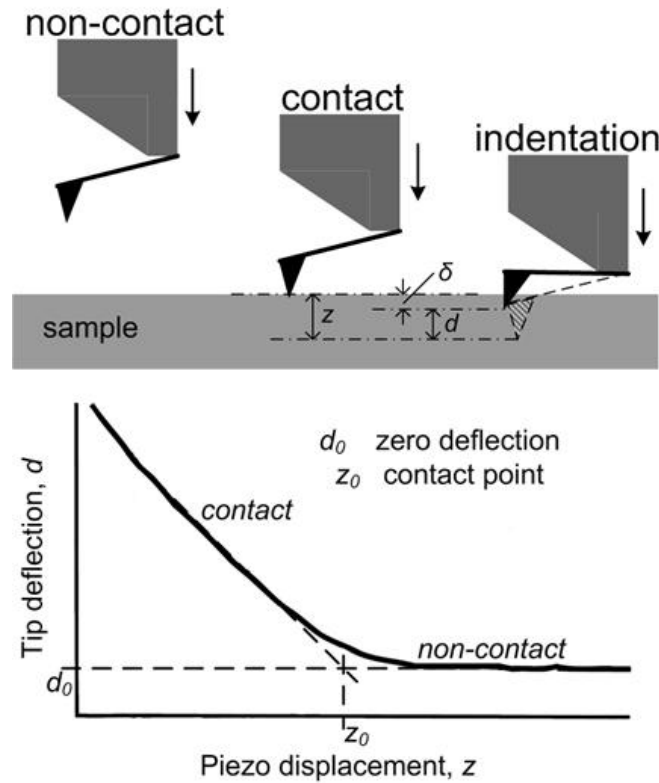 non-contact
contact
indentation
δ
z
d
sample
d₀ zero deflection
z₀ contact point
contact
non-contact
d₀
z₀
Tip deflection, d
Piezo displacement, z